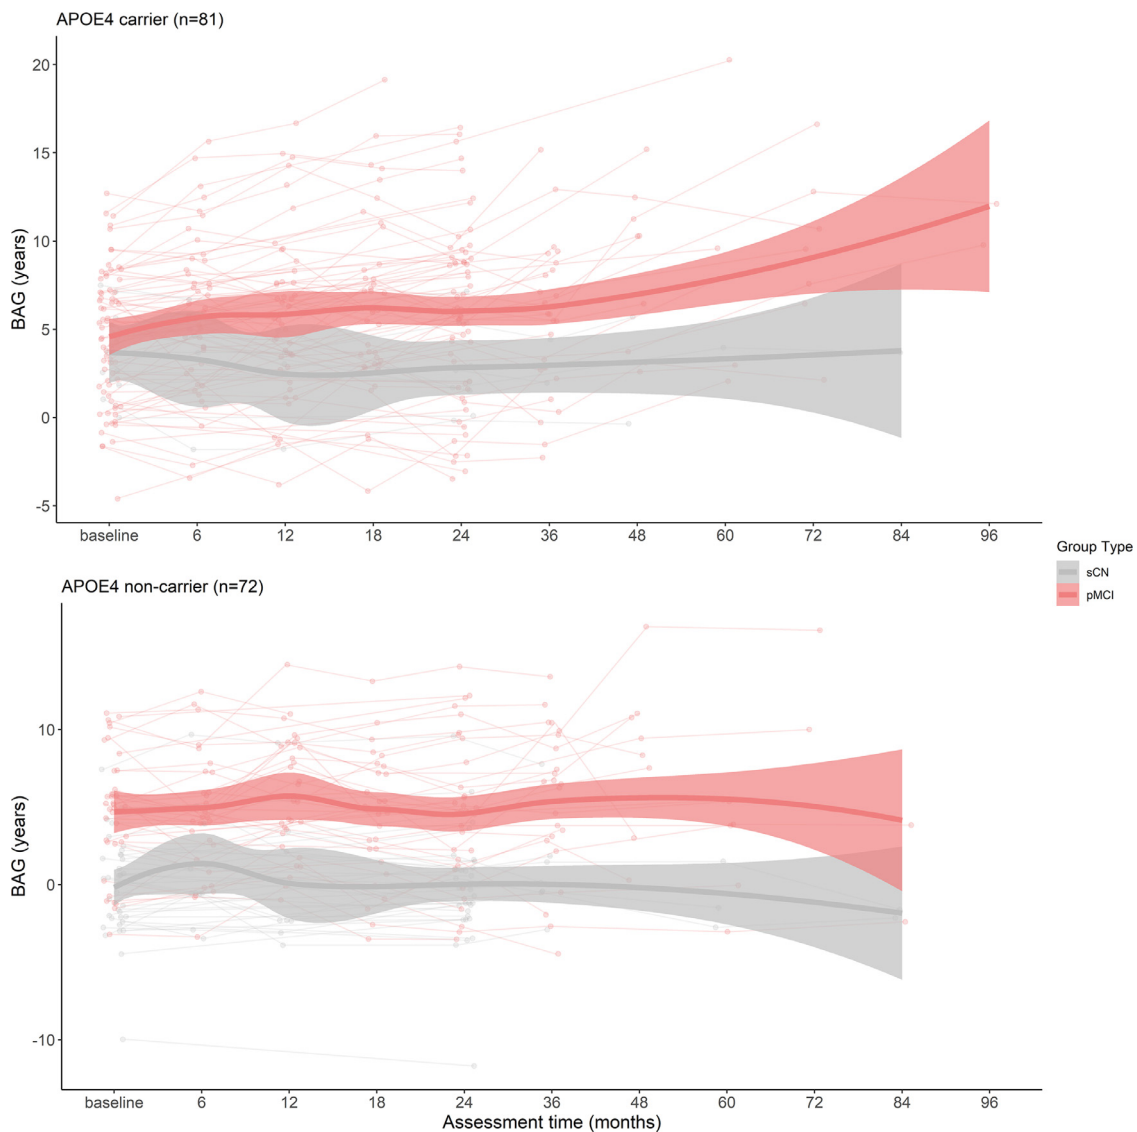 APOE4 carrier (n=81)
20
15
10
5
0
-5
BAG (years)
baseline 6 12 18 24 36 48 60 72 84 96
APOE4 non-carrier (n=72)
10
0
-10
BAG (years)
baseline 6 12 18 24 36 48 60 72 84 96
Assessment time (months)
Group Type
sCN
pMCI